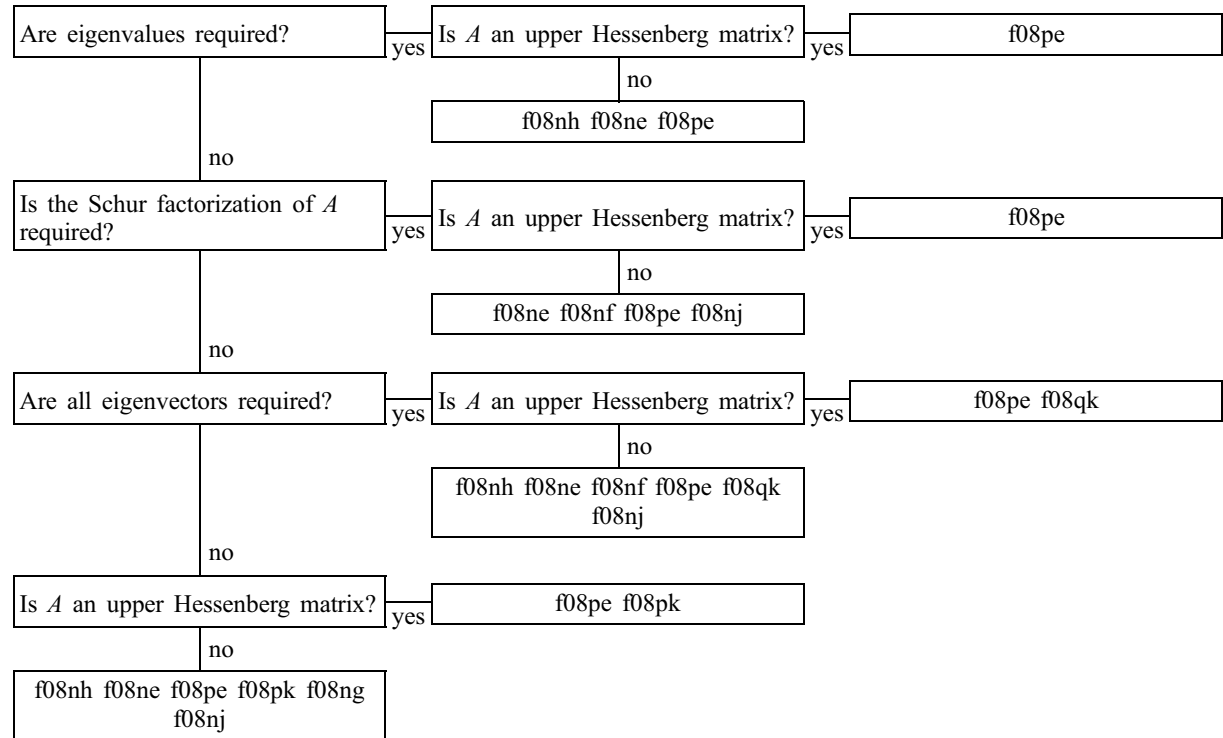 Are eigenvalues required?
yes
Is A an upper Hessenberg matrix?
yes
f08pe
no
f08nh f08ne f08pe
no
Is the Schur factorization of A
required?
yes
Is A an upper Hessenberg matrix?
yes
f08pe
no
f08ne f08nf f08pe f08nj
no
Are all eigenvectors required?
yes
Is A an upper Hessenberg matrix?
yes
f08pe f08qk
no
f08nh f08ne f08nf f08pe f08qk
f08nj
no
Is A an upper Hessenberg matrix?
yes
f08pe f08pk
no
f08nh f08ne f08pe f08pk f08ng
f08nj